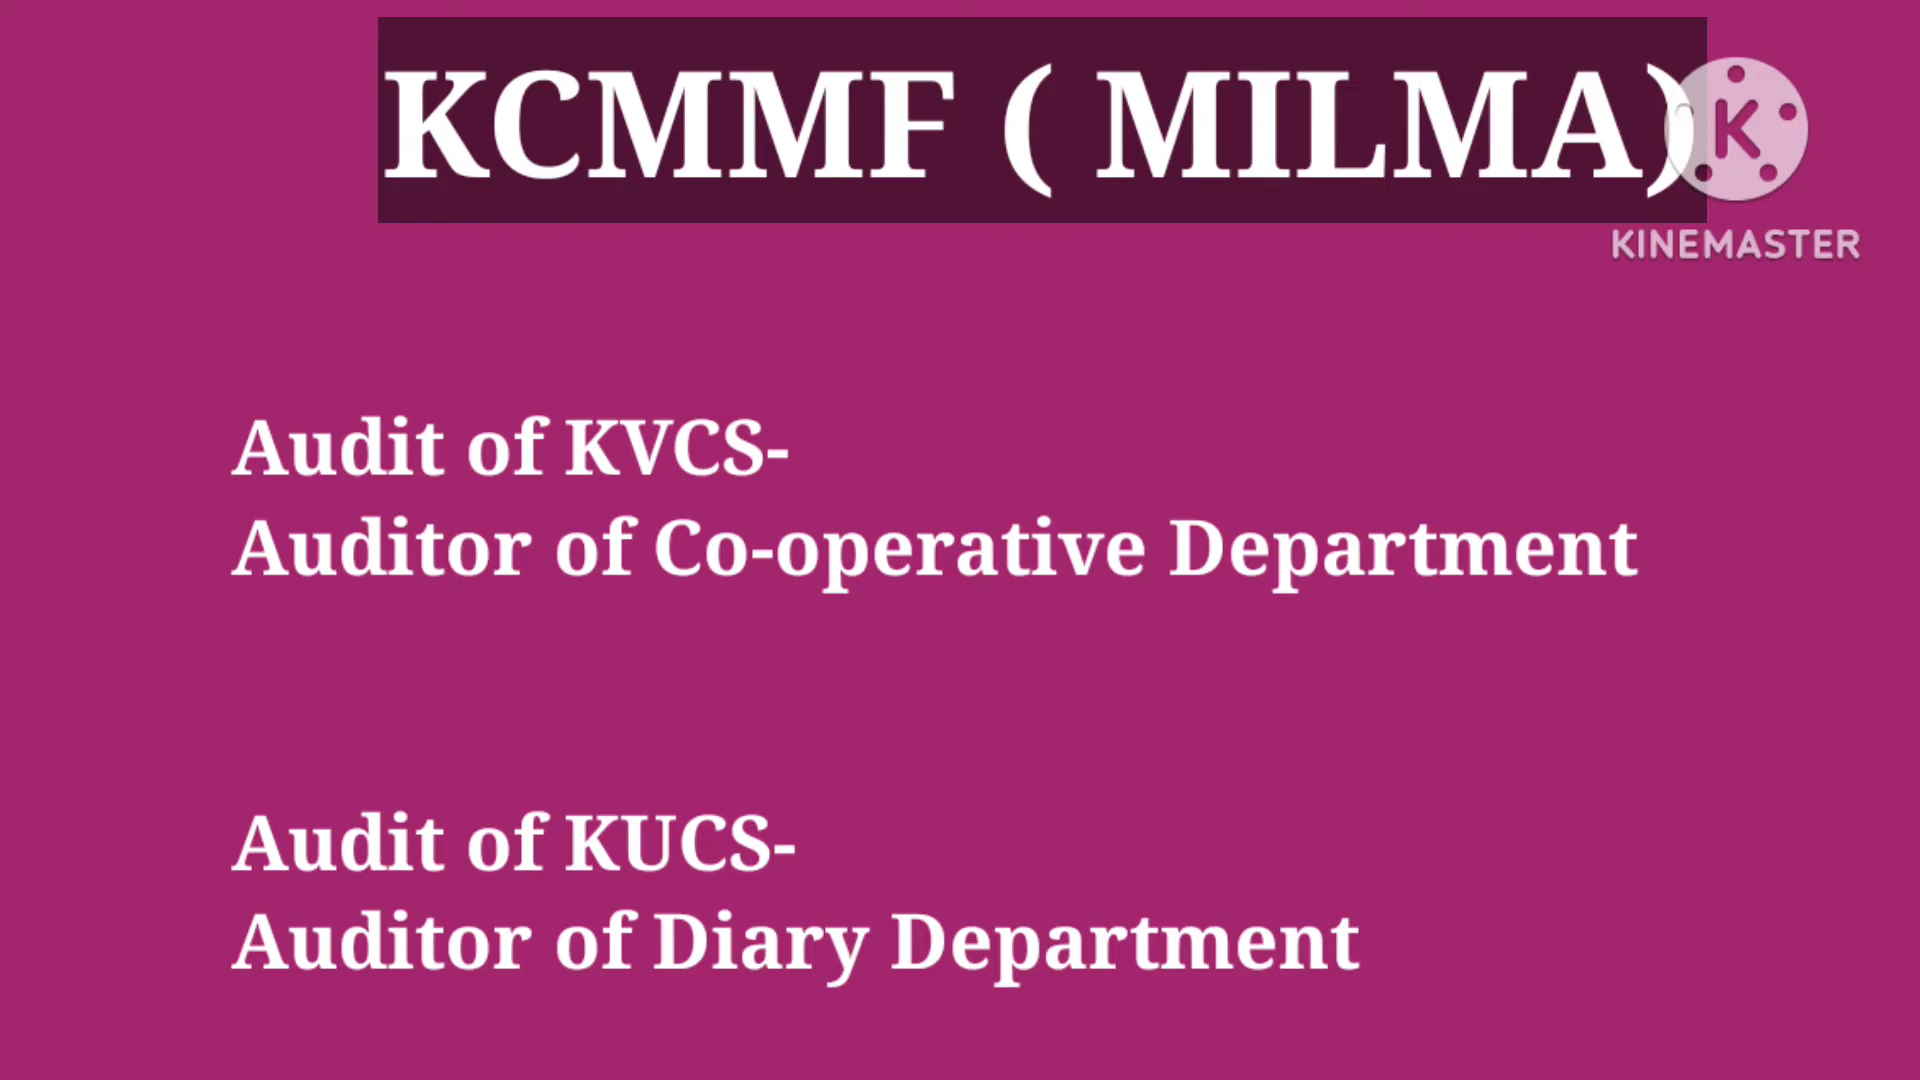 KCMMF ( MILMA)
K
KINEMASTER
Audit of KVCS-
Auditor of Co-operative Department
Audit of KUCS-
Auditor of Diary Department